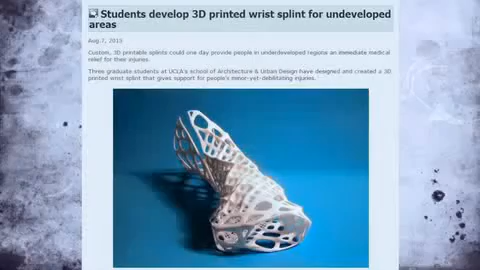 Students develop 3D printed wrist splint for undeveloped
areas
Aug.7, 2013
Custom, 3D printable splints could one day provide people in underdeveloped regions an immediate medical
relief for their injuries.
Three graduate students at UCLA's school of Architecture & Urban Design have designed and created a 3D
printed wrist splint that gives support for people's minor-yet-debilitating injuries.